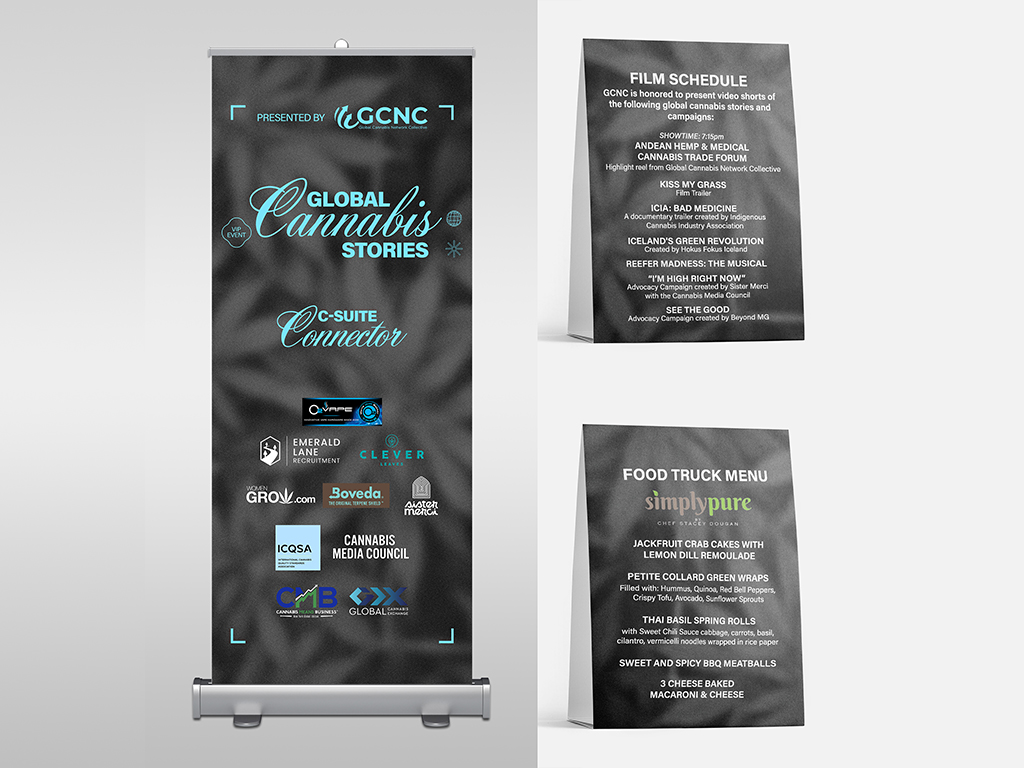 PRESENTED BY GCNC
Global Cannabis Network Collective
GLOBAL
Cannabis
STORIES
VIP
EVENT
C-SUITE
Connector
O2VAPE
EMERALD
LANE
RECRUITMENT
CLEVER
LEAVES
WOMEN
GROW.com
Boveda
THE ORIGINAL TERPENE SHIELD
sister
merci
ICQSA
INTERNATIONAL CANNABIS
QUALITY STANDARDS
ASSOCIATION
CANNABIS
MEDIA COUNCIL
CMB
GDX
GLOBAL CANNABIS
EXCHANGE
FILM SCHEDULE
GCNC is honored to present video shorts of
the following global cannabis stories and
campaigns:
SHOWTIME: 7:15pm
ANDEAN HEMP & MEDICAL
CANNABIS TRADE FORUM
Highlight reel from Global Cannabis Network Collective
KISS MY GRASS
Film Trailer
ICIA: BAD MEDICINE
A documentary trailer created by Indigenous
Cannabis Industry Association
ICELAND'S GREEN REVOLUTION
Created by Hokus Fokus Iceland
REEFER MADNESS: THE MUSICAL
“I'M HIGH RIGHT NOW”
Advocacy Campaign created by Sister Merci
with the Cannabis Media Council
SEE THE GOOD
Advocacy Campaign created by Beyond MG
FOOD TRUCK MENU
simplypure
BY
CHEF STACEY DOUGAN
JACKFRUIT CRAB CAKES WITH
LEMON DILL REMOULADE
PETITE COLLARD GREEN WRAPS
Filled with: Hummus, Quinoa, Red Bell Peppers,
Crispy Tofu, Avocado, Sunflower Sprouts
THAI BASIL SPRING ROLLS
with Sweet Chili Sauce cabbage, carrots, basil,
cilantro, vermicelli noodles wrapped in rice paper
SWEET AND SPICY BBQ MEATBALLS
3 CHEESE BAKED
MACARONI & CHEESE